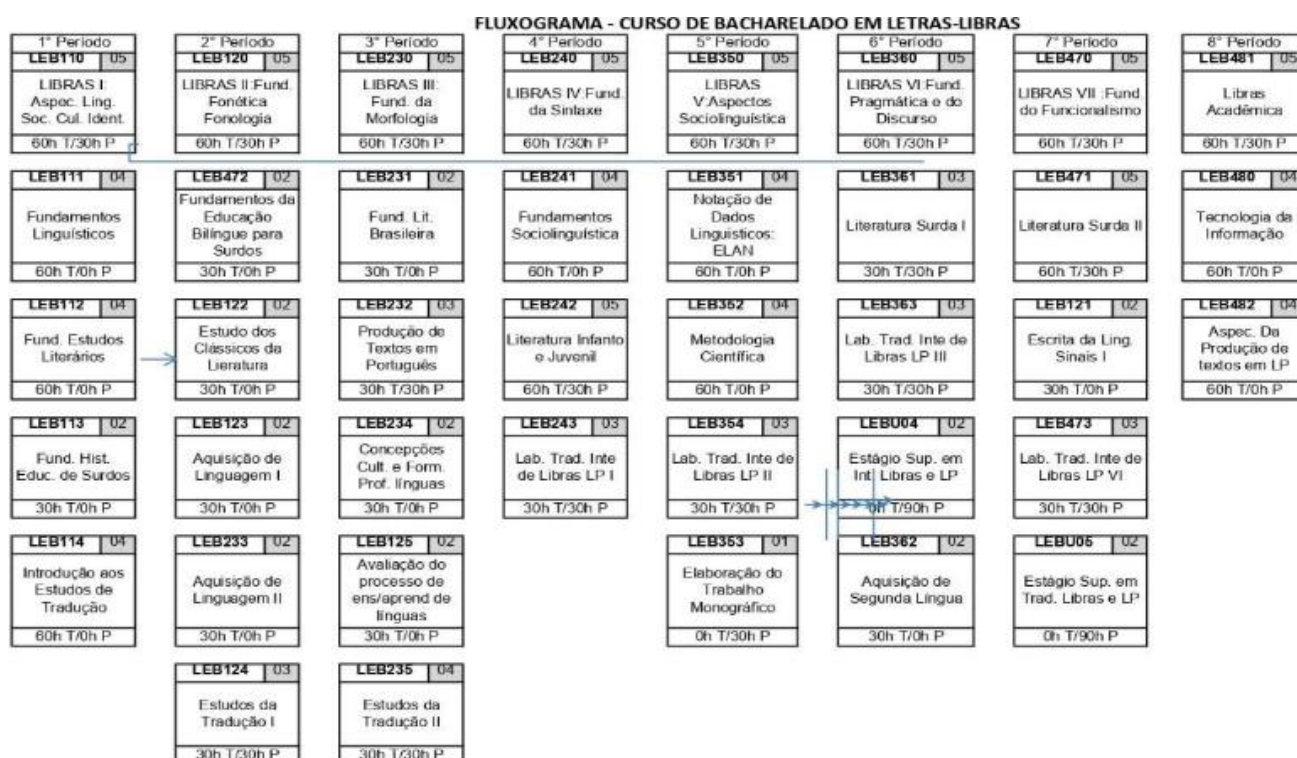 FLUXOGRAMA - CURSO DE BACHARELADO EM LETRAS-LIBRAS
1° Período
LEB110 05
LIBRAS I:
Aspec. Ling.
Soc. Cul. Ident.
60h T/30h P
LEB111 04
Fundamentos
Linguísticos
60h T/0h P
LEB112 04
Fund. Estudos
Literários
60h T/0h P
LEB113 02
Fund. Hist.
Educ. de Surdos
30h T/0h P
LEB114 04
Introdução aos
Estudos de
Tradução
60h T/0h P
2° Período
LEB120 05
LIBRAS II:Fund.
Fonética
Fonologia
60h T/30h P
LEB472 02
Fundamentos da
Educação
Bilíngue para
Surdos
30h T/0h P
LEB122 02
Estudo dos
Clássicos da
Lieratura
30h T/0h P
LEB123 02
Aquisição de
Linguagem I
30h T/0h P
LEB233 02
Aquisição de
Linguagem II
30h T/0h P
LEB124 03
Estudos da
Tradução I
30h T/30h P
3° Período
LEB230 05
LIBRAS III:
Fund. da
Morfologia
60h T/30h P
LEB231 02
Fund. Lit.
Brasileira
30h T/0h P
LEB232 03
Produção de
Textos em
Português
30h T/30h P
LEB234 02
Concepções
Cult. e Form.
Prof. línguas
30h T/0h P
LEB125 02
Avaliação do
processo de
ens/aprend de
línguas
30h T/0h P
LEB235 04
Estudos da
Tradução II
30h T/30h P
4° Período
LEB240 05
LIBRAS IV:Fund.
da Sintaxe
60h T/30h P
LEB241 04
Fundamentos
Sociolinguística
60h T/0h P
LEB242 05
Literatura Infanto
e Juvenil
60h T/30h P
LEB243 03
Lab. Trad. Inte
de Libras LP I
30h T/30h P
5° Período
LEB350 05
LIBRAS
V:Aspectos
Sociolinguística
60h T/30h P
LEB351 04
Notação de
Dados
Linguisticos:
ELAN
60h T/0h P
LEB352 04
Metodologia
Científica
60h T/0h P
LEB354 03
Lab. Trad. Inte de
Libras LP II
30h T/30h P
LEB353 01
Elaboração do
Trabalho
Monográfico
0h T/30h P
6° Período
LEB360 05
LIBRAS VI:Fund.
Pragmática e do
Discurso
60h T/30h P
LEB361 03
Literatura Surda I
30h T/30h P
LEB363 03
Lab. Trad. Inte de
Libras LP III
30h T/30h P
LEBU04 02
Estágio Sup. em
Int. Libras e LP
0h T/90h P
LEB362 02
Aquisição de
Segunda Língua
30h T/0h P
7° Período
LEB470 05
LIBRAS VII :Fund.
do Funcionalismo
60h T/30h P
LEB471 05
Literatura Surda II
60h T/30h P
LEB121 02
Escrita da Ling.
Sinais I
30h T/0h P
LEB473 03
Lab. Trad. Inte de
Libras LP VI
30h T/30h P
LEBU05 02
Estágio Sup. em
Trad. Libras e LP
0h T/90h P
8° Período
LEB481 05
Libras
Acadêmica
60h T/30h P
LEB480 04
Tecnologia da
Informação
60h T/0h P
LEB482 04
Aspec. Da
Produção de
textos em LP
60h T/0h P